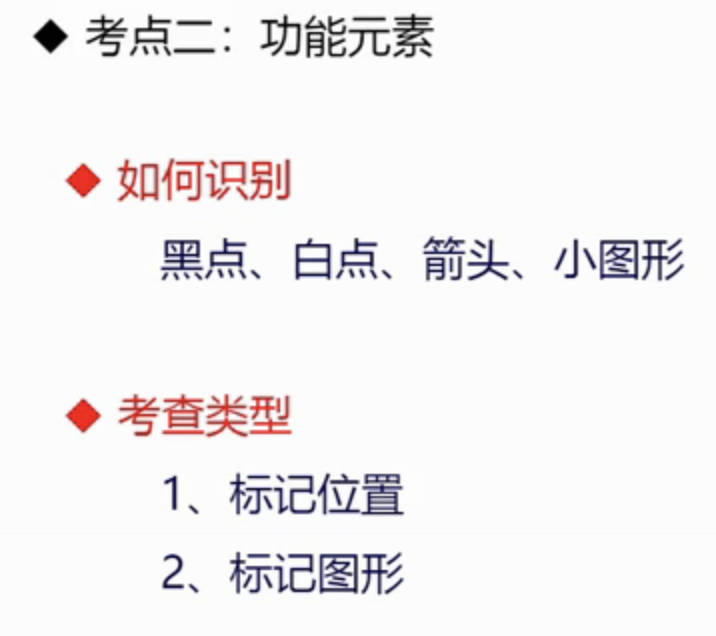 ◆ 考点二：功能元素
◆ 如何识别
黑点、白点、箭头、小图形
◆ 考查类型
1、标记位置
2、标记图形